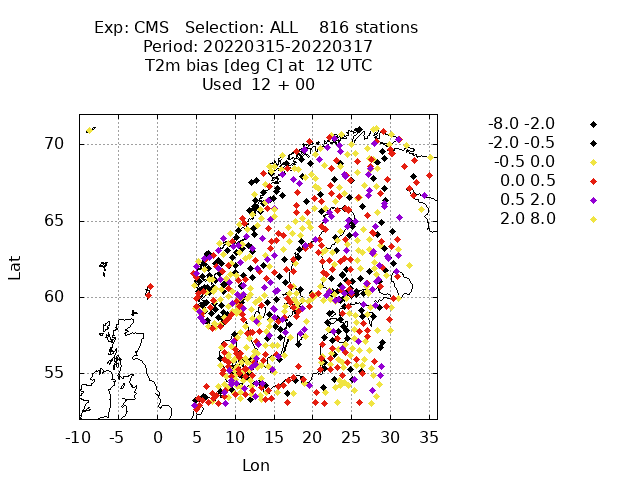 Exp: CMS   Selection: ALL    816 stations
Period: 20220315-20220317
T2m bias [deg C] at  12 UTC
Used  12 + 00
-8.0 -2.0
-2.0 -0.5
-0.5 0.0
0.0 0.5
0.5 2.0
2.0 8.0
70
65
60
55
Lat
-10 -5 0 5 10 15 20 25 30 35
Lon